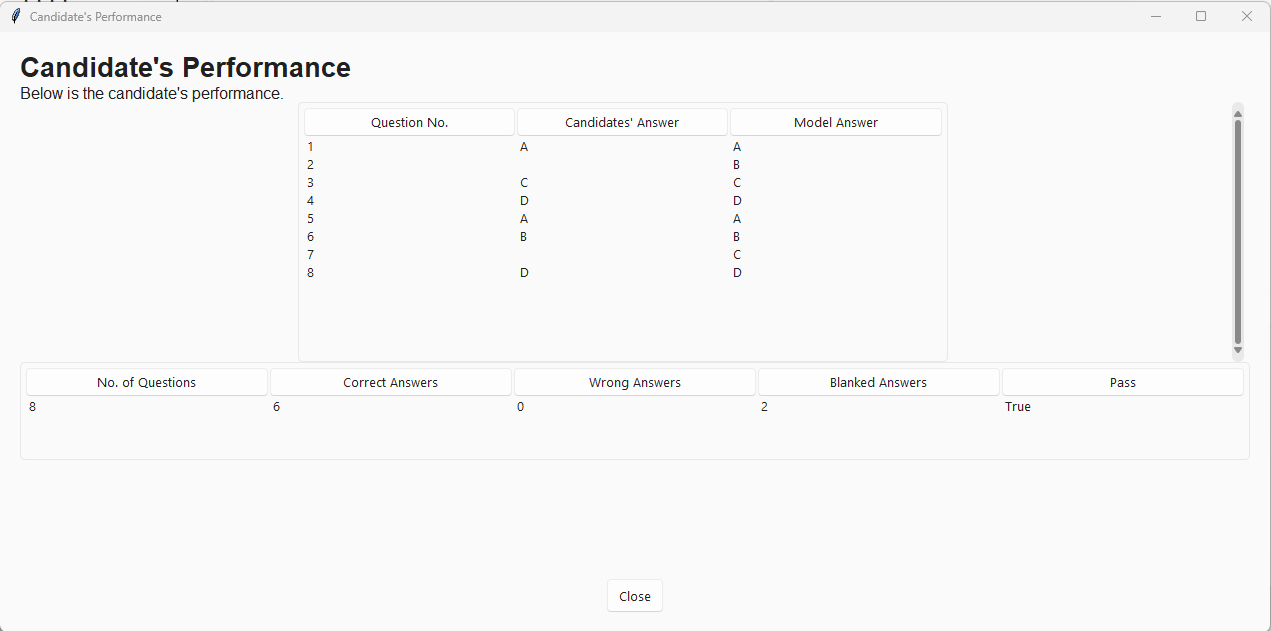 Candidate's Performance
Candidate's Performance
Below is the candidate's performance.
Question No. Candidates' Answer Model Answer
1 A A
2 B
3 C C
4 D D
5 A A
6 B B
7 C
8 D D
No. of Questions Correct Answers Wrong Answers Blanked Answers Pass
8 6 0 2 True
Close